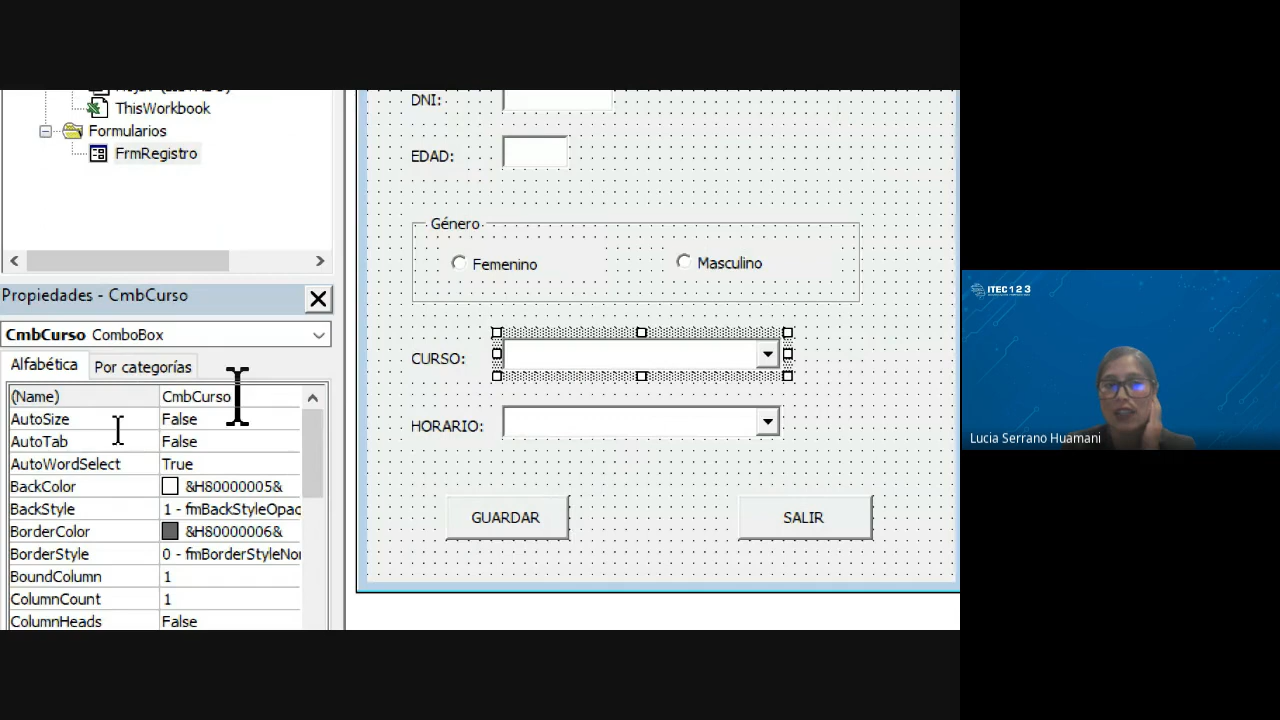 ThisWorkbook
Formularios
FrmRegistro
Propiedades - CmbCurso
CmbCurso ComboBox
Alfabética
Por categorías
(Name) CmbCurso
AutoSize False
AutoTab False
AutoWordSelect True
BackColor &H80000005&
BackStyle 1 - fmBackStyleOpac
BorderColor &H80000006&
BorderStyle 0 - fmBorderStyleNon
BoundColumn 1
ColumnCount 1
ColumnHeads False
DNI:
EDAD:
Género
Femenino
Masculino
CURSO:
HORARIO:
GUARDAR
SALIR
ITEC 123
Lucia Serrano Huamani